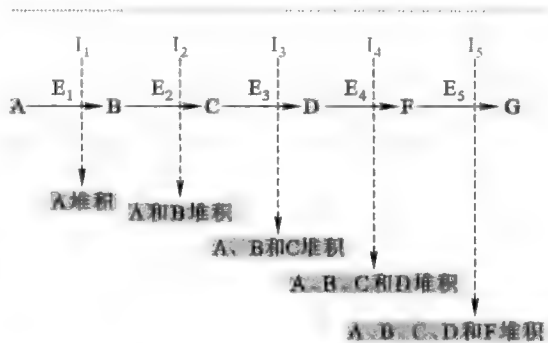 I₁ I₂ I₃ I₄ I₅
E₁ E₂ E₃ E₄ E₅
A B C D F G
A堆积
A和B堆积
A、B和C堆积
A、B、C和D堆积
A、B、C、D和F堆积